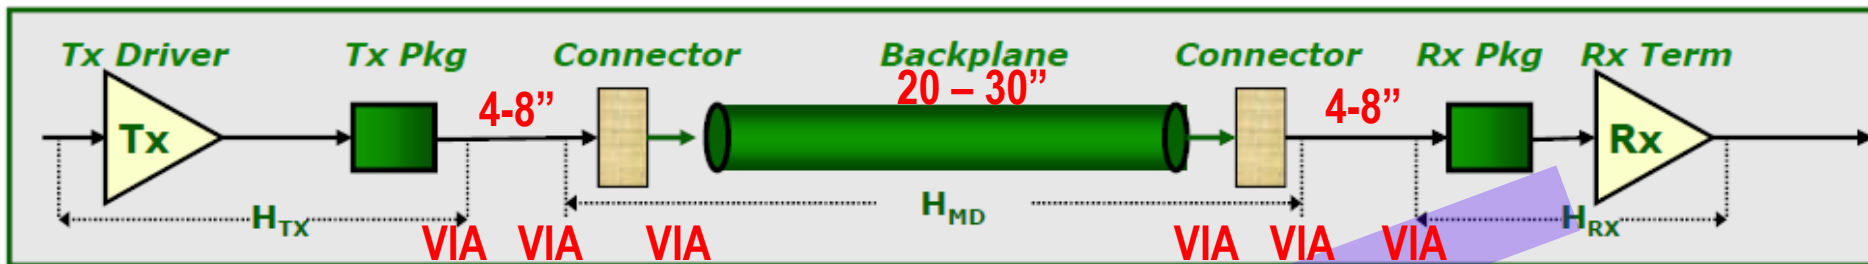 Tx Driver Tx Pkg Connector Backplane Connector Rx Pkg Rx Term
4-8” 20 – 30” 4-8”
Tx Rx
HTX HMD HRX
VIA VIA VIA VIA VIA VIA